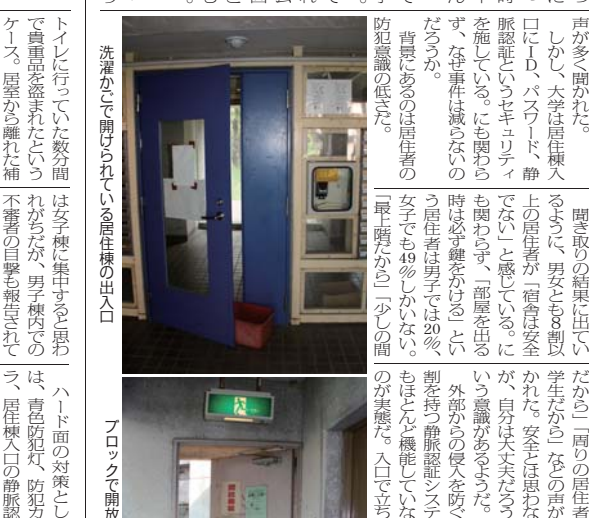 声が多く聞かれた。
しかし、大学は居住棟入
口にＩＤ、パスワード、静
脈認証というセキュリティ
を施している。にも関わら
ず、なぜ事件は減らないの
だろうか。
背景にあるのは居住者の
防犯意識の低さだ。
聞き取りの結果に出てい
るように、男女とも８割以
上の居住者が「宿舎は安全
でない」と感じている。に
も関わらず、「部屋を出る
時は必ず鍵をかける」とい
う居住者は男子では20％、
女子でも49％しかいない。
「最上階だから」「少しの間
だから」「周りの居住者
学生だから」などの声が
かれた。安全とは思わな
が、自分は大丈夫だろう
いう意識があるようだ。
外部からの侵入を防ぐ
割を持つ静脈認証システ
もほとんど機能していな
のが実態だ。入口で立ち
洗濯かごで開けられている居住棟の出入口
ブロックで開放
トイレに行っていた数分間
で貴重品を盗まれたという
ケース。居室から離れた補
は女子棟に集中すると思わ
れがちだが、男子棟内での
不審者の目撃も報告されて
ハード面の対策とし
は、青色防犯灯、防犯カ
ラ、居住棟入口の静脈認